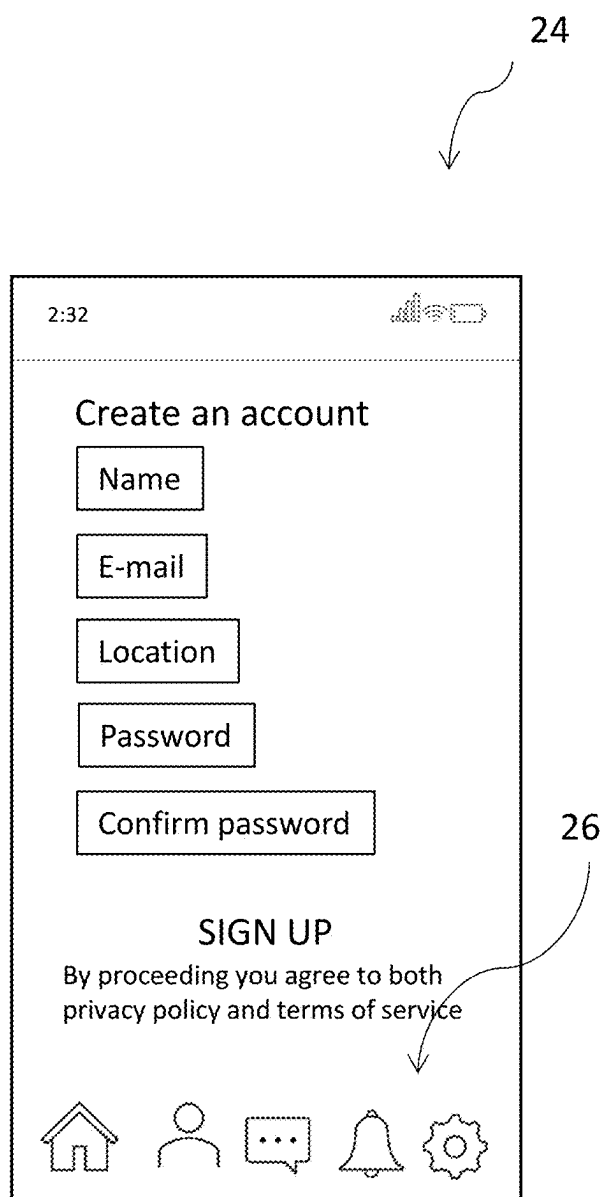 24
2:32
Create an account
Name
E-mail
Location
Password
Confirm password
26
SIGN UP
By proceeding you agree to both
privacy policy and terms of service